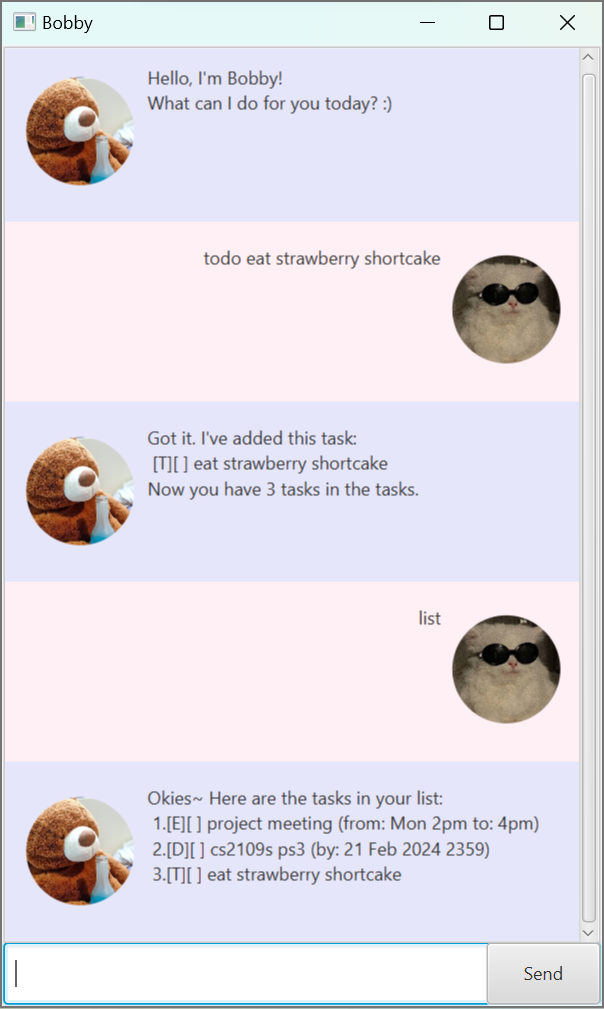 Bobby
Hello, I'm Bobby!
What can I do for you today? :)
todo eat strawberry shortcake
Got it. I've added this task:
[T][ ] eat strawberry shortcake
Now you have 3 tasks in the tasks.
list
Okies~ Here are the tasks in your list:
1.[E][ ] project meeting (from: Mon 2pm to: 4pm)
2.[D][ ] cs2109s ps3 (by: 21 Feb 2024 2359)
3.[T][ ] eat strawberry shortcake
Send